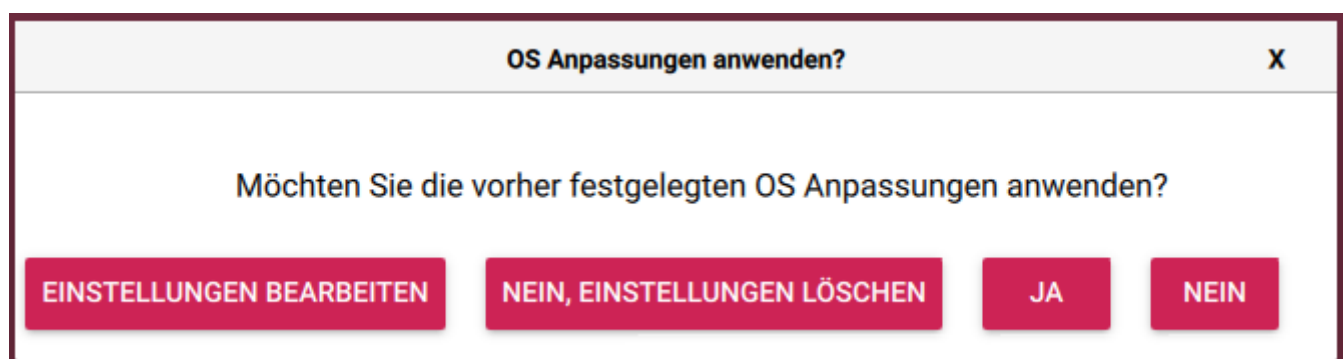 OS Anpassungen anwenden? X
Möchten Sie die vorher festgelegten OS Anpassungen anwenden?
EINSTELLUNGEN BEARBEITEN NEIN, EINSTELLUNGEN LÖSCHEN JA NEIN